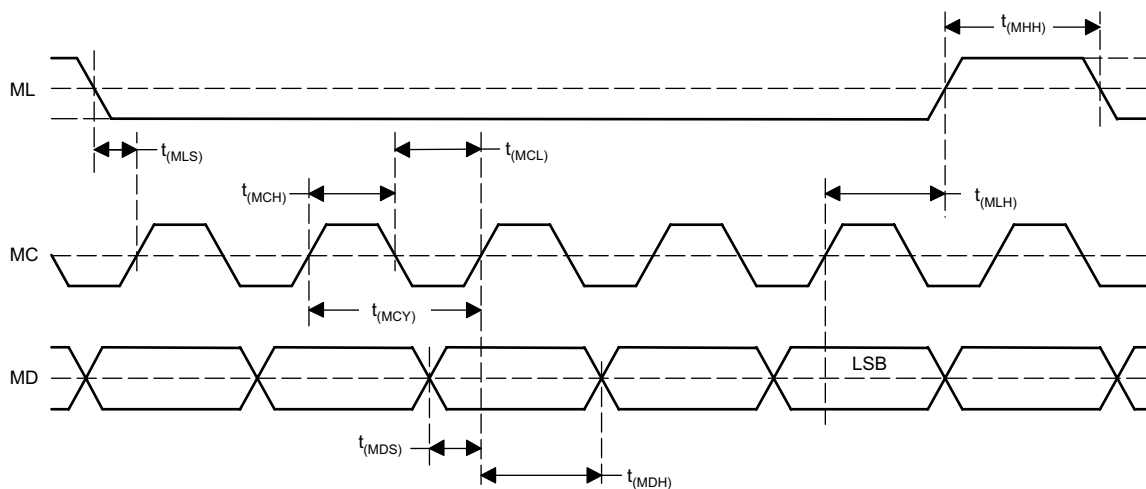 t(MHH)
ML
t(MLS)
t(MCL)
t(MCH)
t(MLH)
MC
t(MCY)
LSB
MD
t(MDS)
t(MDH)